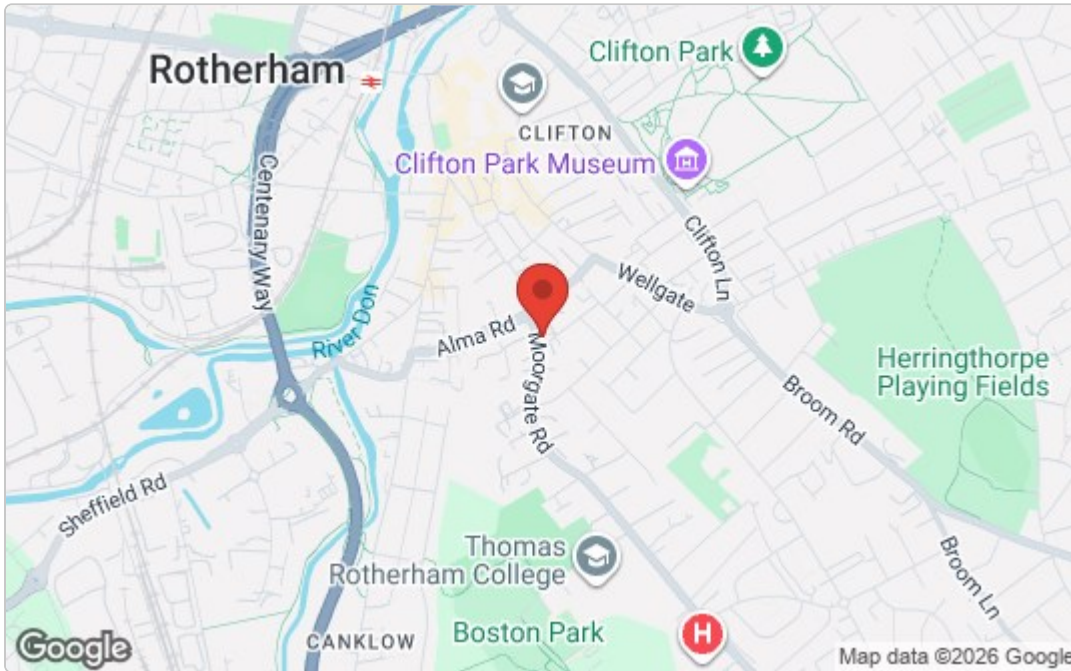 Rotherham
Clifton Park
CLIFTON
Clifton Park Museum
Centenary Way
Clifton Ln
Wellgate
River Don
Alma Rd
Moorgate Rd
Herringthorpe
Playing Fields
Broom Rd
Sheffield Rd
Thomas
Rotherham College
Broom Ln
CANKLOW
Boston Park
H
Google
Map data ©2026 Google